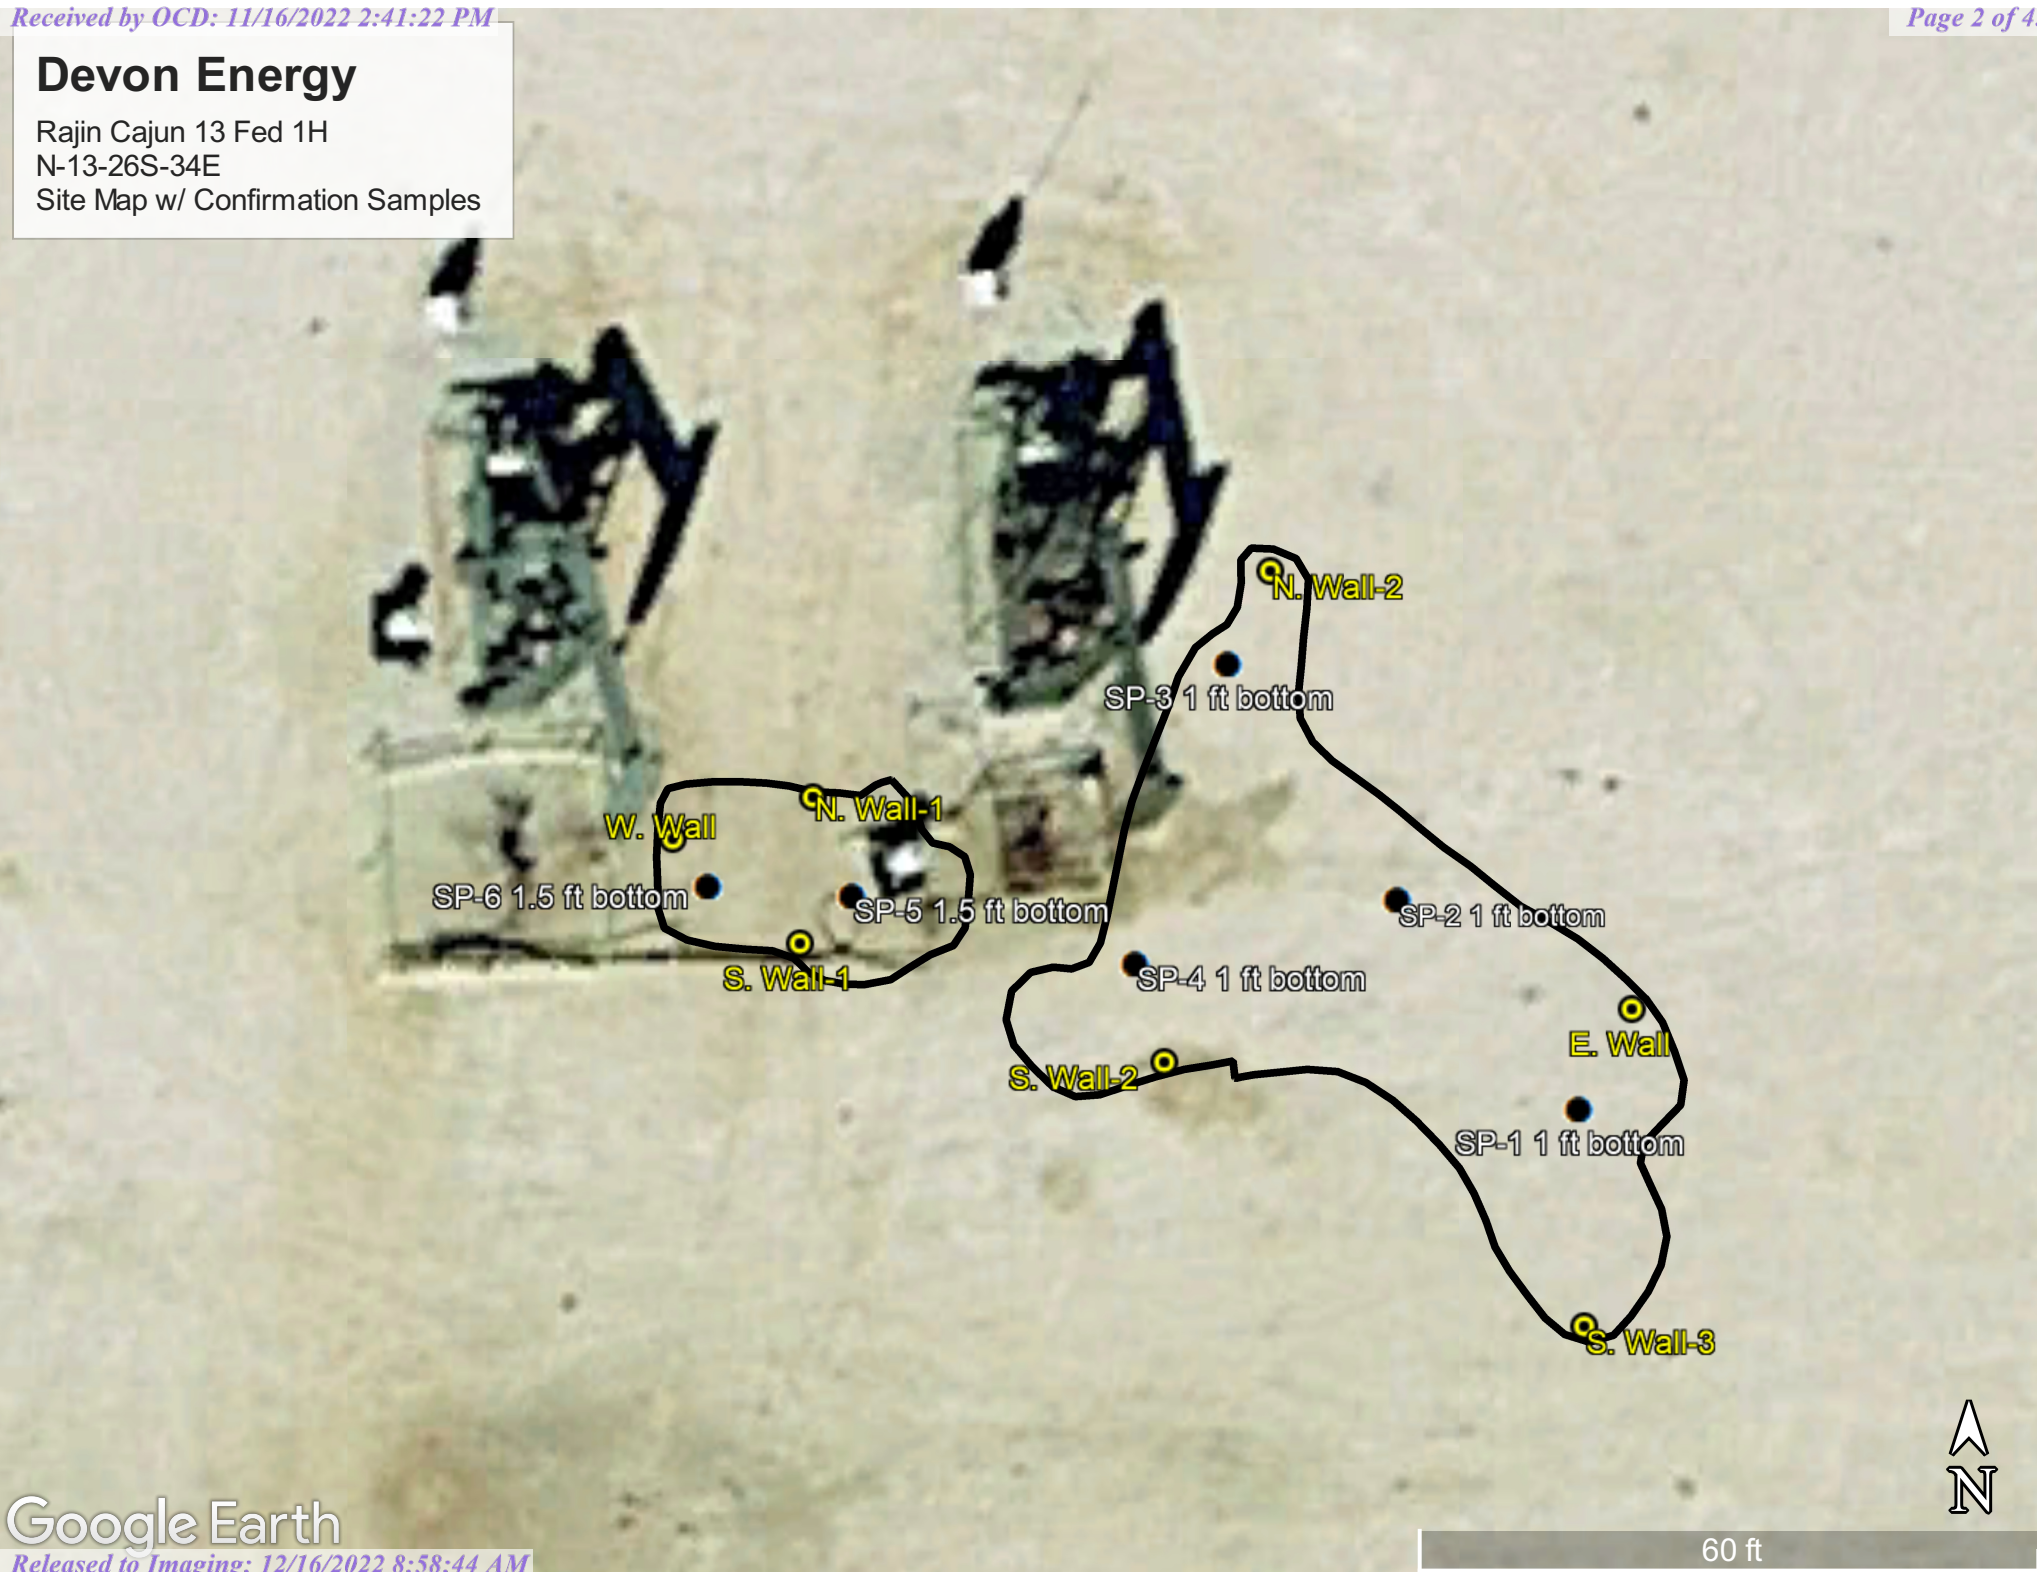 Received by OCD: 11/16/2022 2:41:22 PM
Page 2 of 4
Devon Energy
Rajin Cajun 13 Fed 1H
N-13-26S-34E
Site Map w/ Confirmation Samples
N. Wall-2
SP-3 1 ft bottom
N. Wall-1
W. Wall
SP-6 1.5 ft bottom
SP-5 1.5 ft bottom
SP-2 1 ft bottom
S. Wall-1
SP-4 1 ft bottom
E. Wall
S. Wall-2
SP-1 1 ft bottom
S. Wall-3
N
Google Earth
60 ft
Released to Imaging: 12/16/2022 8:58:44 AM